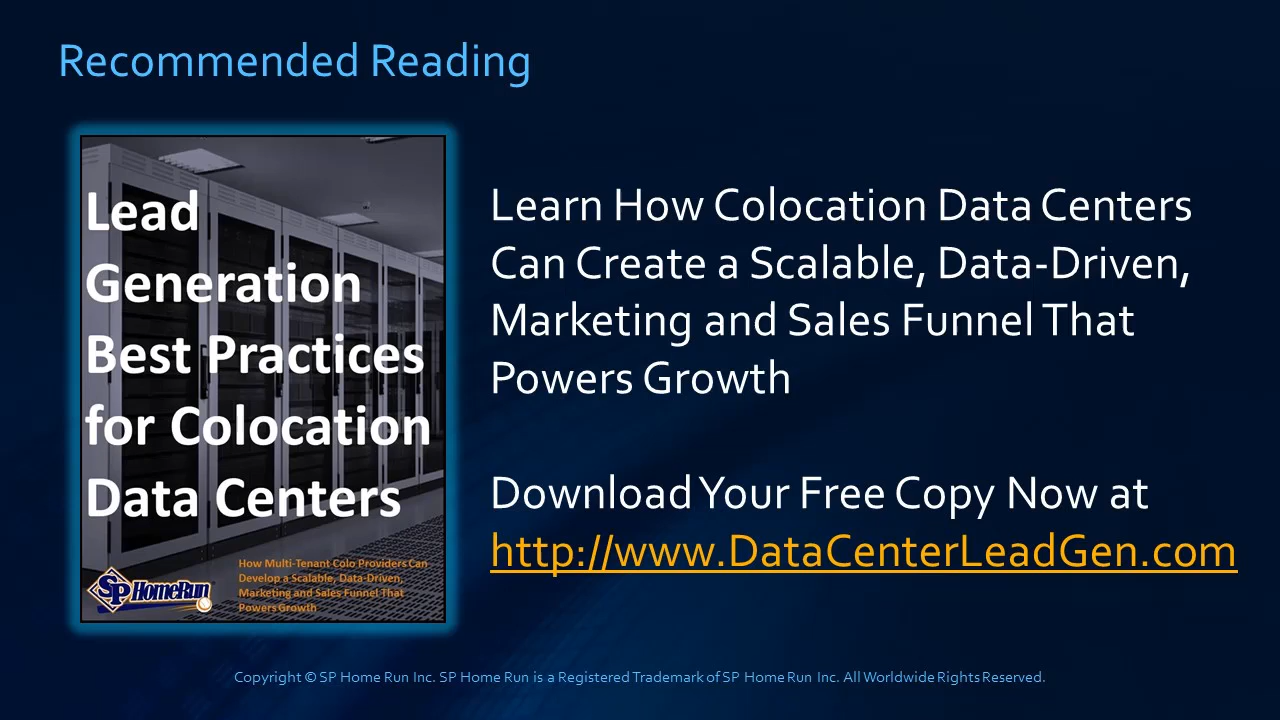 Recommended Reading
Lead
Generation
Best Practices
for Colocation
Data Centers
How Multi-Tenant Colo Providers Can
Develop a Scalable, Data-Driven,
Marketing and Sales Funnel That
Powers Growth
SP HomeRun
Learn How Colocation Data Centers
Can Create a Scalable, Data-Driven,
Marketing and Sales Funnel That
Powers Growth
Download Your Free Copy Now at
http://www.DataCenterLeadGen.com
Copyright © SP Home Run Inc. SP Home Run is a Registered Trademark of SP Home Run Inc. All Worldwide Rights Reserved.